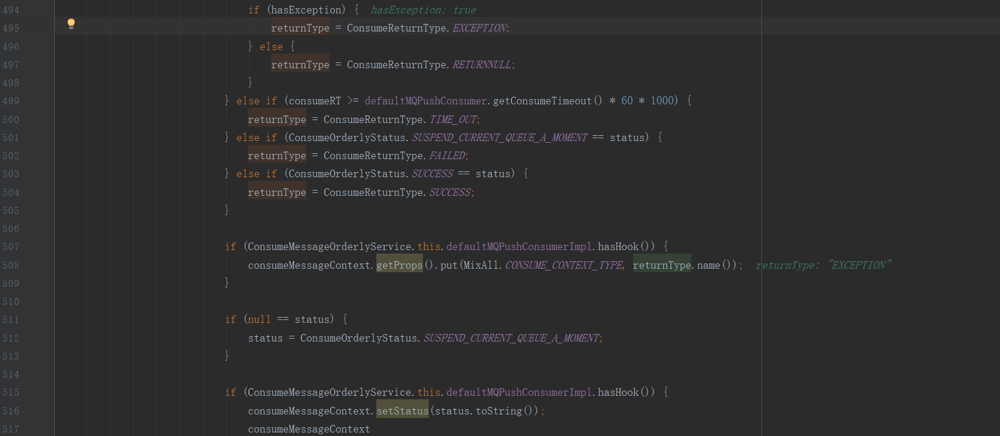 494 if (hasException) { hasException: true
495 returnType = ConsumeReturnType.EXCEPTION;
496 } else {
497 returnType = ConsumeReturnType.RETURNNULL;
498 }
499 } else if (consumeRT >= defaultMQPushConsumer.getConsumeTimeout() * 60 * 1000) {
500 returnType = ConsumeReturnType.TIME_OUT;
501 } else if (ConsumeOrderlyStatus.SUSPEND_CURRENT_QUEUE_A_MOMENT == status) {
502 returnType = ConsumeReturnType.FAILED;
503 } else if (ConsumeOrderlyStatus.SUCCESS == status) {
504 returnType = ConsumeReturnType.SUCCESS;
505 }
506
507 if (ConsumeMessageOrderlyService.this.defaultMQPushConsumerImpl.hasHook()) {
508 consumeMessageContext.getProps().put(MixAll.CONSUME_CONTEXT_TYPE, returnType.name()); returnType: "EXCEPTION"
509 }
510
511 if (null == status) {
512 status = ConsumeOrderlyStatus.SUSPEND_CURRENT_QUEUE_A_MOMENT;
513 }
514
515 if (ConsumeMessageOrderlyService.this.defaultMQPushConsumerImpl.hasHook()) {
516 consumeMessageContext.setStatus(status.toString());
517 consumeMessageContext